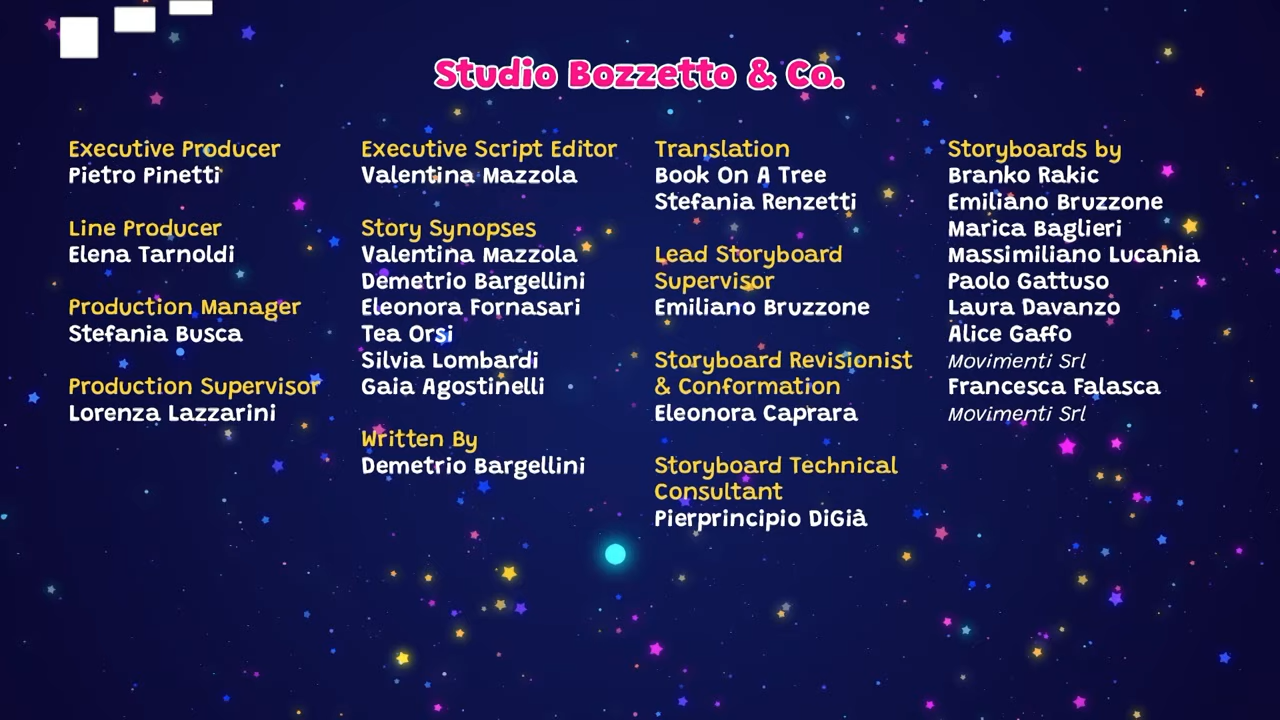 Studio Bozzetto & Co.
Executive Producer
Pietro Pinetti
Line Producer
Elena Tarnoldi
Production Manager
Stefania Busca
Production Supervisor
Lorenza Lazzarini
Executive Script Editor
Valentina Mazzola
Story Synopses
Valentina Mazzola
Demetrio Bargellini
Eleonora Fornasari
Tea Orsi
Silvia Lombardi
Gaia Agostinelli
Written By
Demetrio Bargellini
Translation
Book On A Tree
Stefania Renzetti
Lead Storyboard
Supervisor
Emiliano Bruzzone
Storyboard Revisionist
& Conformation
Eleonora Caprara
Storyboard Technical
Consultant
Pierprincipio DiGià
Storyboards by
Branko Rakic
Emiliano Bruzzone
Marica Baglieri
Massimiliano Lucania
Paolo Gattuso
Laura Davanzo
Alice Gaffo
Movimenti Srl
Francesca Falasca
Movimenti Srl